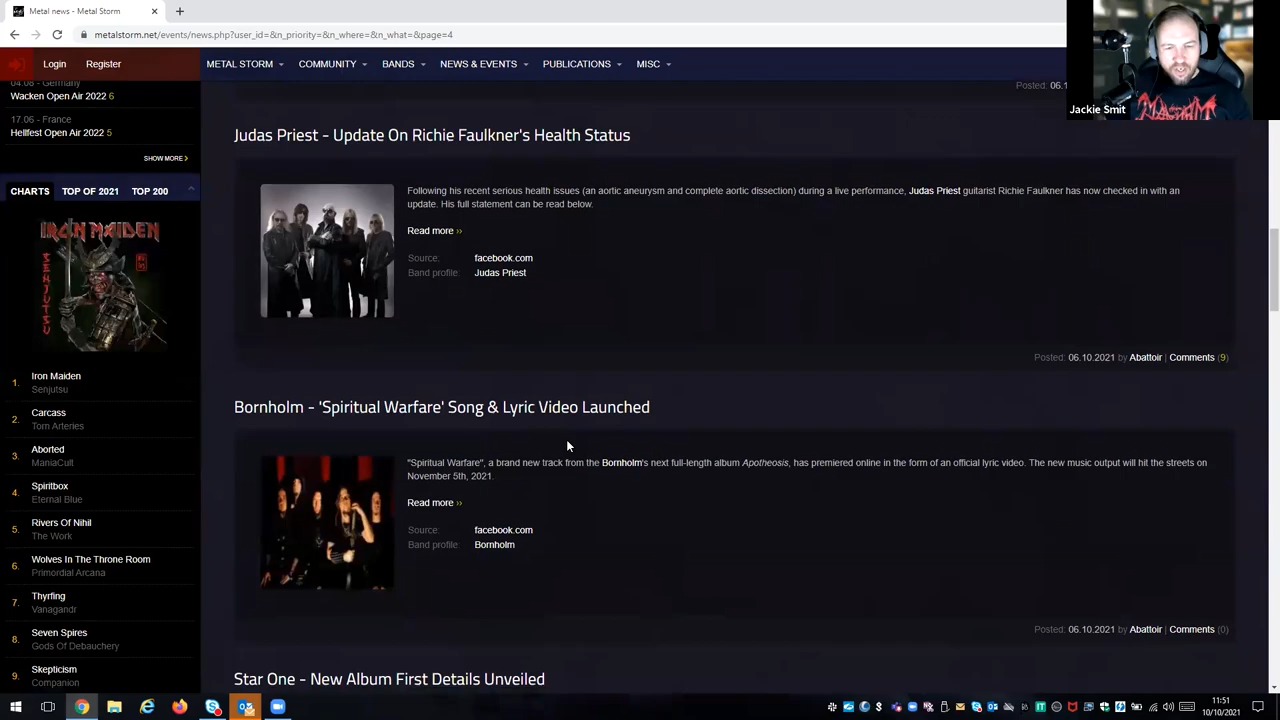 Metal news - Metal Storm
metalstorm.net/events/news.php?user_id=&n_priority=&n_where=&n_what=&page=4
Jackie Smit
Login
Register
METAL STORM
COMMUNITY
BANDS
NEWS & EVENTS
PUBLICATIONS
MISC
04.08 - Germany
Wacken Open Air 2022 6
17.06 - France
Hellfest Open Air 2022 5
SHOW MORE
CHARTS
TOP OF 2021
TOP 200
IRON MAIDEN
SENJUTSU
1. Iron Maiden
Senjutsu
2. Carcass
Torn Arteries
3. Aborted
ManiaCult
4. Spiritbox
Eternal Blue
5. Rivers Of Nihil
The Work
6. Wolves In The Throne Room
Primordial Arcana
7. Thyrfing
Vanagandr
8. Seven Spires
Gods Of Debauchery
9. Skepticism
Companion
Posted: 06.1
Judas Priest - Update On Richie Faulkner's Health Status
Following his recent serious health issues (an aortic aneurysm and complete aortic dissection) during a live performance, Judas Priest guitarist Richie Faulkner has now checked in with an
update. His full statement can be read below.
Read more ››
Source: facebook.com
Band profile: Judas Priest
Posted: 06.10.2021 by Abattoir | Comments (9)
Bornholm - 'Spiritual Warfare' Song & Lyric Video Launched
"Spiritual Warfare", a brand new track from the Bornholm's next full-length album Apotheosis, has premiered online in the form of an official lyric video. The new music output will hit the streets on
November 5th, 2021.
Read more ››
Source: facebook.com
Band profile: Bornholm
Posted: 06.10.2021 by Abattoir | Comments (0)
Star One - New Album First Details Unveiled
11:51
10/10/2021